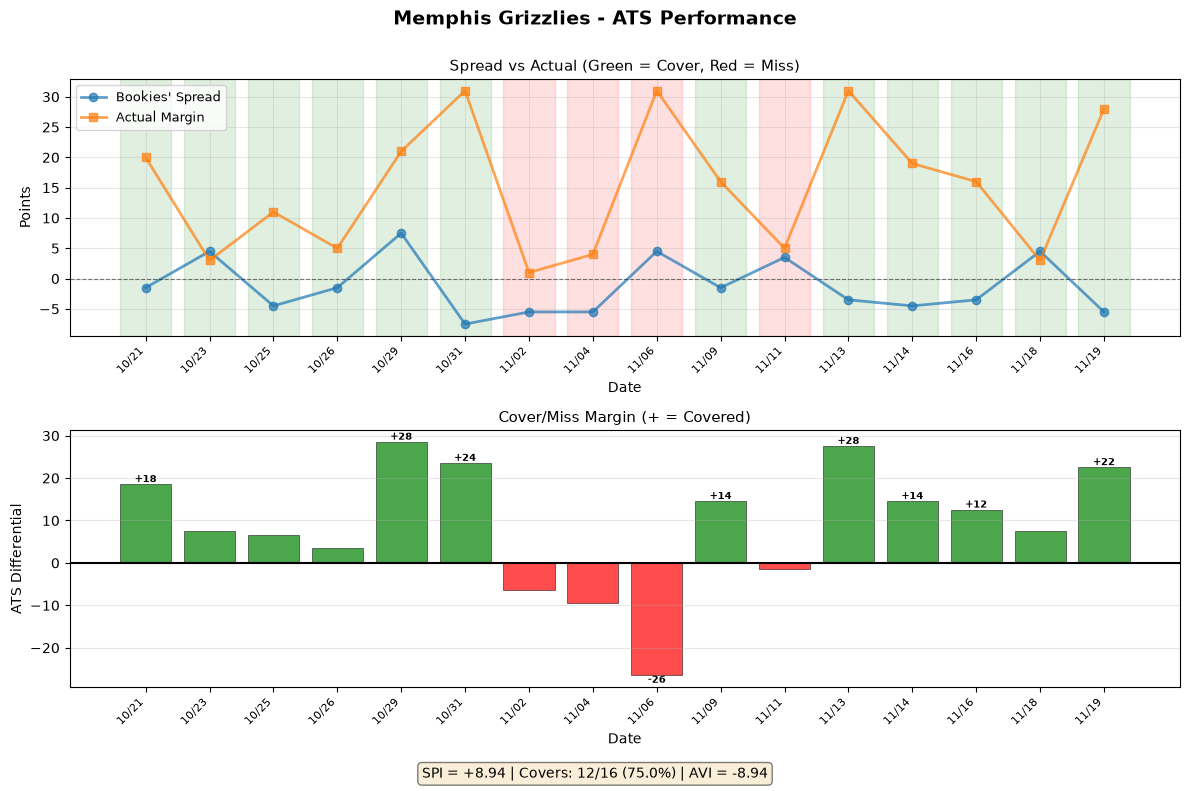 Memphis Grizzlies - ATS Performance
Spread vs Actual (Green = Cover, Red = Miss)
Bookies' Spread
Actual Margin
Points
30
25
20
15
10
5
0
−5
10/21 10/23 10/25 10/26 10/29 10/31 11/02 11/04 11/06 11/09 11/11 11/13 11/14 11/16 11/18 11/19
Date
Cover/Miss Margin (+ = Covered)
ATS Differential
30
20
10
0
−10
−20
+18 +28 +24 -26 +14 +28 +14 +12 +22
10/21 10/23 10/25 10/26 10/29 10/31 11/02 11/04 11/06 11/09 11/11 11/13 11/14 11/16 11/18 11/19
Date
SPI = +8.94 | Covers: 12/16 (75.0%) | AVI = -8.94